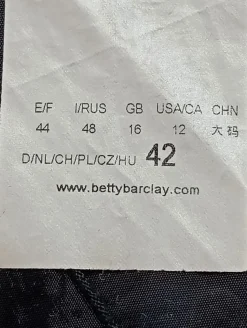 E/F I/RUS GB USA/CA CHN
44 48 16 12 大码
D/NL/CH/PL/CZ/HU 42
www.bettybarclay.com